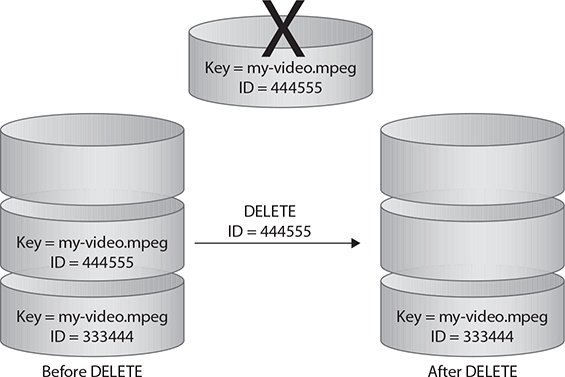 X
Key = my-video.mpeg
ID = 444555
Key = my-video.mpeg
ID = 444555
Key = my-video.mpeg
ID = 333444
Before DELETE
DELETE
ID = 444555
Key = my-video.mpeg
ID = 333444
After DELETE